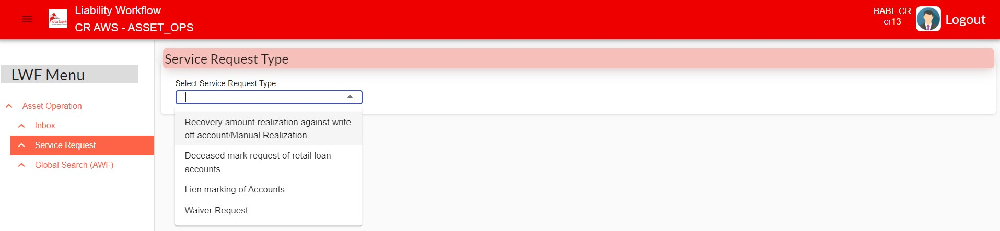 Liability Workflow
CR AWS - ASSET_OPS
city bank
BABL CR
cr13
Logout
LWF Menu
Asset Operation
Inbox
Service Request
Global Search (AWF)
Service Request Type
Select Service Request Type
Recovery amount realization against write
off account/Manual Realization
Deceased mark request of retail loan
accounts
Lien marking of Accounts
Waiver Request